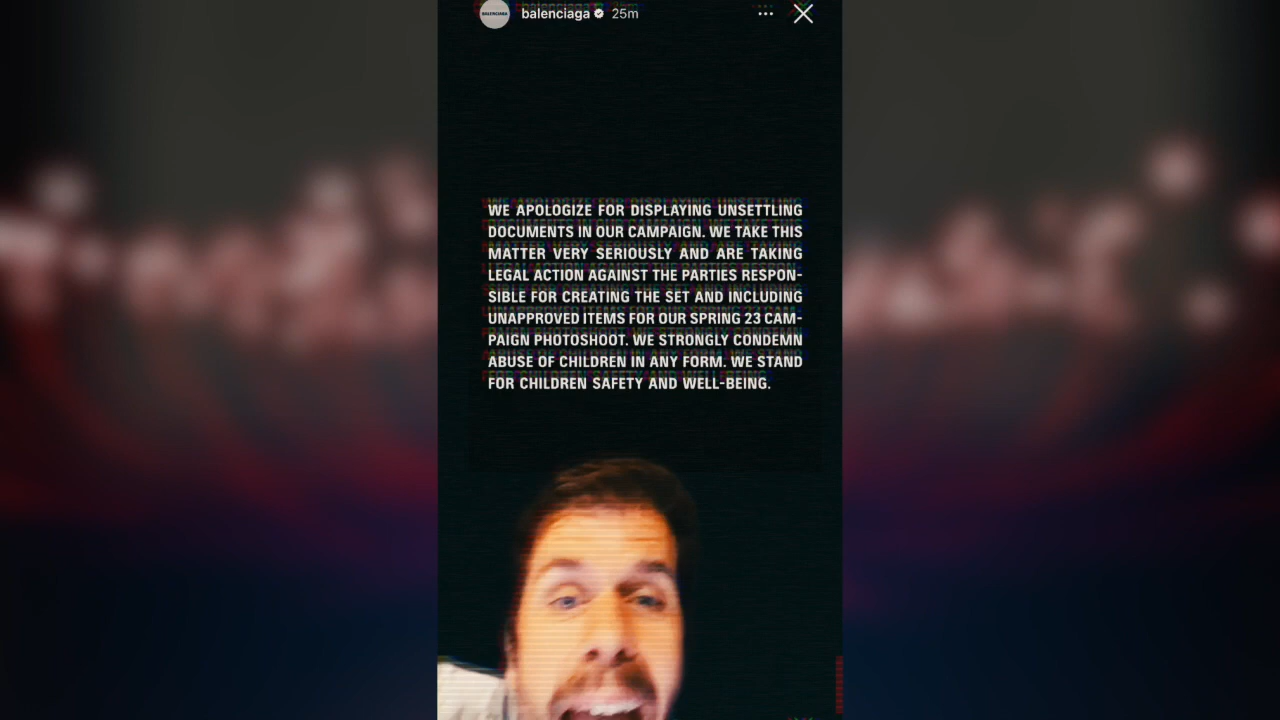 BALENCIAGA
balenciaga 25m
WE APOLOGIZE FOR DISPLAYING UNSETTLING
DOCUMENTS IN OUR CAMPAIGN. WE TAKE THIS
MATTER VERY SERIOUSLY AND ARE TAKING
LEGAL ACTION AGAINST THE PARTIES RESPON-
SIBLE FOR CREATING THE SET AND INCLUDING
UNAPPROVED ITEMS FOR OUR SPRING 23 CAM-
PAIGN PHOTOSHOOT. WE STRONGLY CONDEMN
ABUSE OF CHILDREN IN ANY FORM. WE STAND
FOR CHILDREN SAFETY AND WELL-BEING.